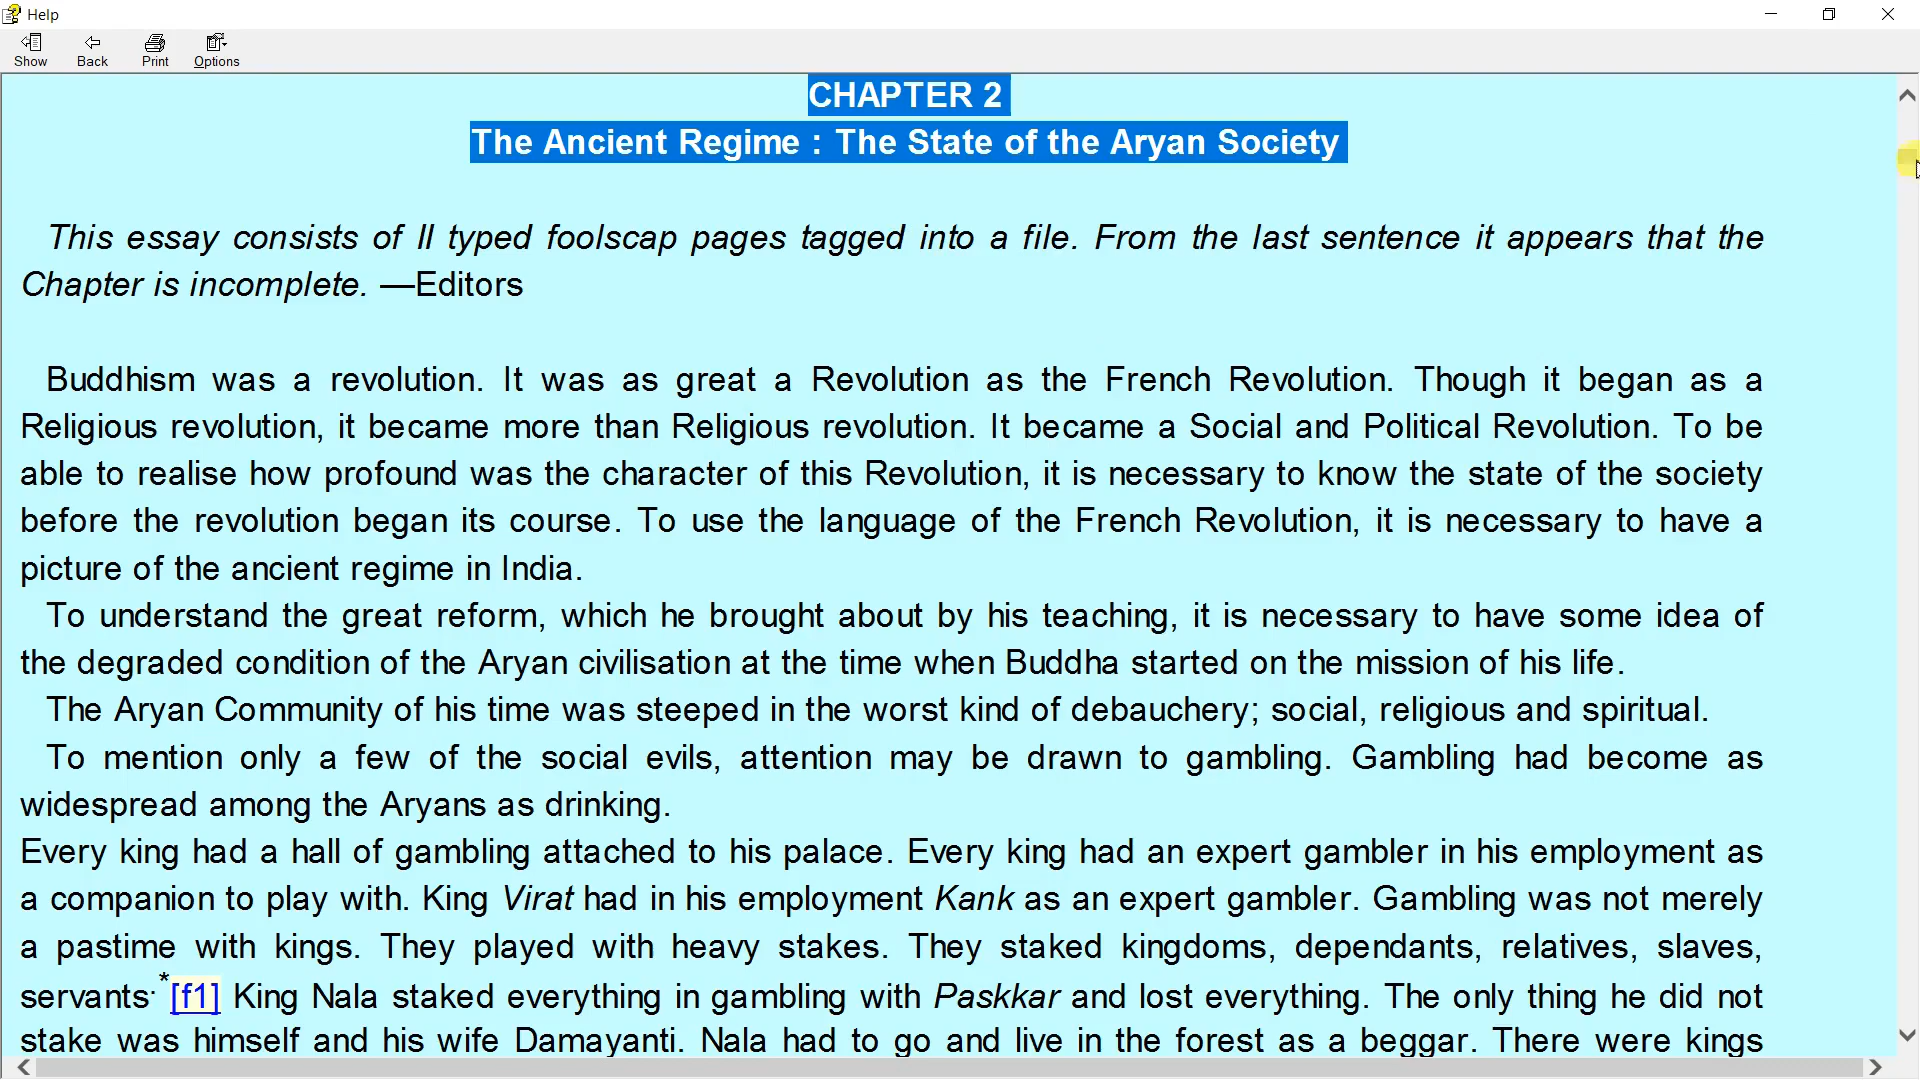 Help
Show Back Print Options
CHAPTER 2
The Ancient Regime : The State of the Aryan Society
This essay consists of II typed foolscap pages tagged into a file. From the last sentence it appears that the
Chapter is incomplete. —Editors
Buddhism was a revolution. It was as great a Revolution as the French Revolution. Though it began as a
Religious revolution, it became more than Religious revolution. It became a Social and Political Revolution. To be
able to realise how profound was the character of this Revolution, it is necessary to know the state of the society
before the revolution began its course. To use the language of the French Revolution, it is necessary to have a
picture of the ancient regime in India.
To understand the great reform, which he brought about by his teaching, it is necessary to have some idea of
the degraded condition of the Aryan civilisation at the time when Buddha started on the mission of his life.
The Aryan Community of his time was steeped in the worst kind of debauchery; social, religious and spiritual.
To mention only a few of the social evils, attention may be drawn to gambling. Gambling had become as
widespread among the Aryans as drinking.
Every king had a hall of gambling attached to his palace. Every king had an expert gambler in his employment as
a companion to play with. King Virat had in his employment Kank as an expert gambler. Gambling was not merely
a pastime with kings. They played with heavy stakes. They staked kingdoms, dependants, relatives, slaves,
servants.*[f1] King Nala staked everything in gambling with Paskkar and lost everything. The only thing he did not
stake was himself and his wife Damayanti. Nala had to go and live in the forest as a beggar. There were kings